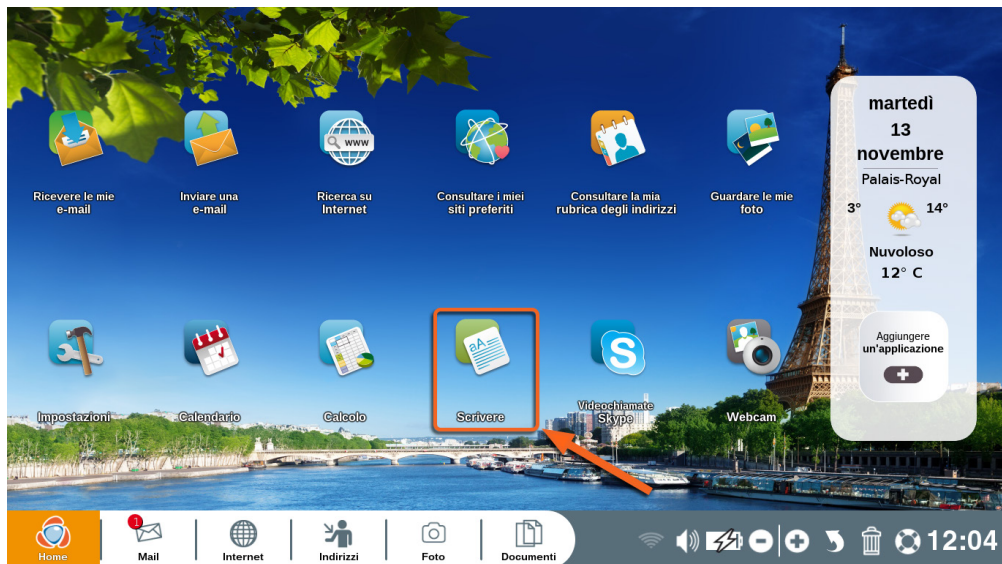 martedì
13
novembre
Palais-Royal
3°
14°
Nuvoloso
12° C
Aggiungere
un'applicazione
Ricevere le mie
e-mail
Inviare una
e-mail
www
Ricerca su
Internet
Consultare i miei
siti preferiti
Consultare la mia
rubrica degli indirizzi
Guardare le mie
foto
Impostazioni
Calendario
Calcolo
aA
Scrivere
S
Videochiamate
Skype
Webcam
Home
1
Mail
Internet
Indirizzi
Foto
Documenti
12:04